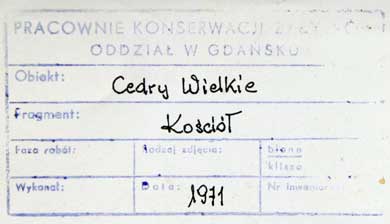 PRACOWNIE KONSERWACJI
ODDZIAŁ W GDAŃSKU
Obiekt: Cedry Wielkie
Fragment: Kościół
Faza robót: Rodzaj zdjęcia: błona
klisza
Wykonał: Data: 1971 Nr